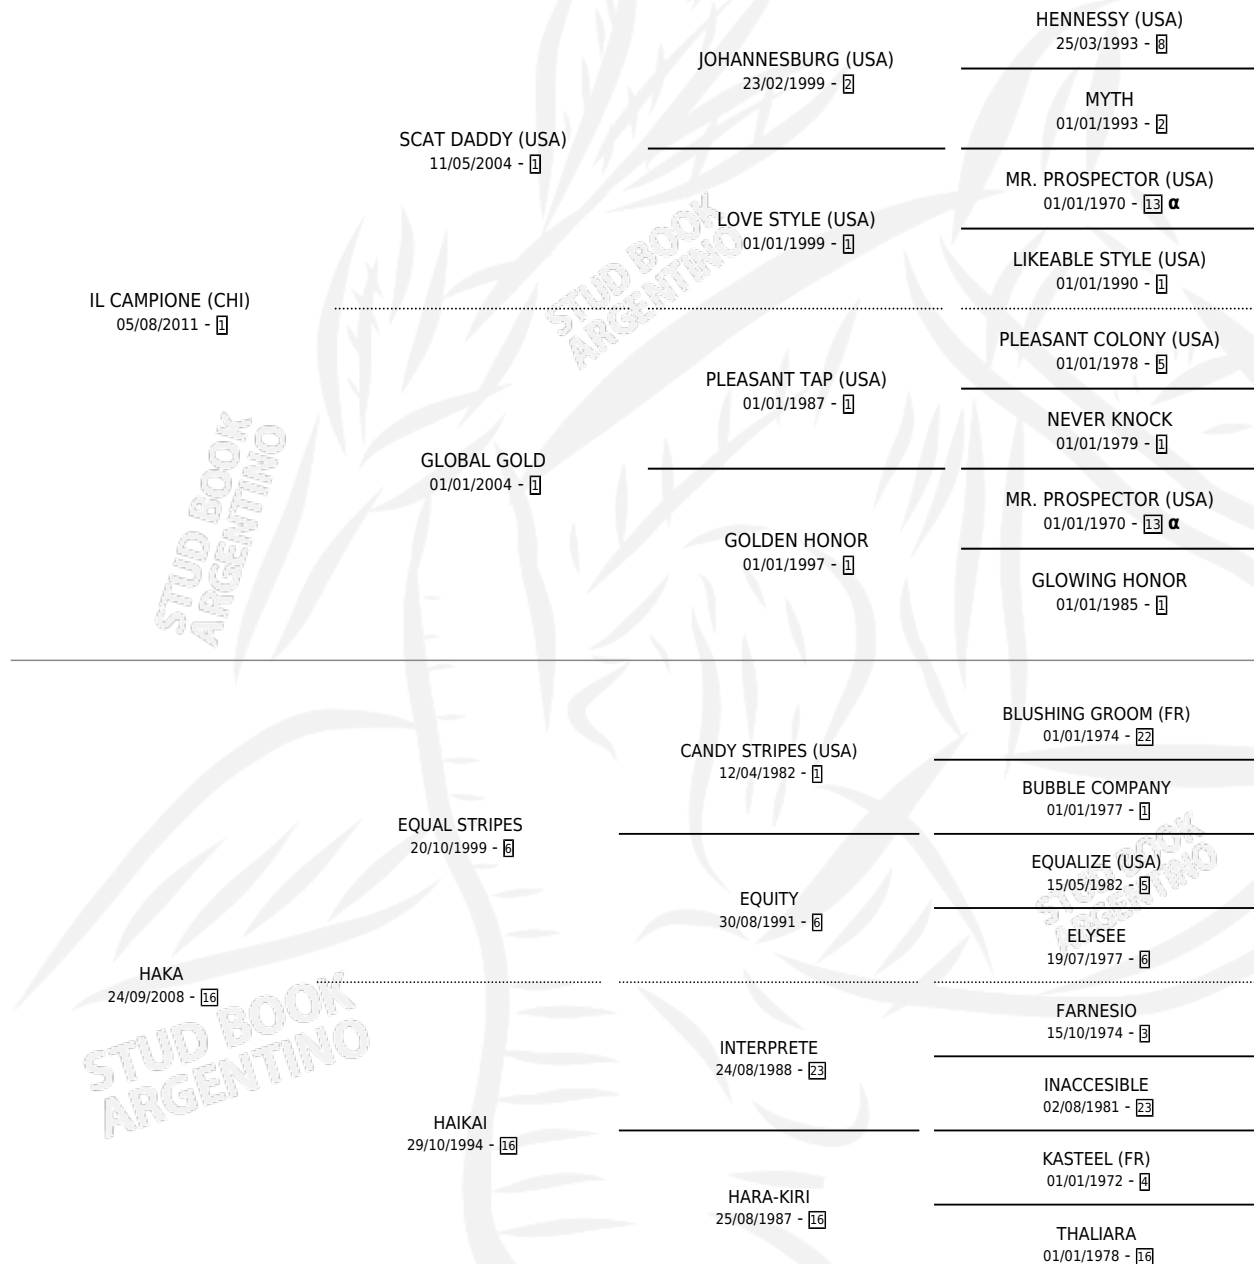 HENNESSY (USA)
25/03/1993 - 8
JOHANNESBURG (USA)
23/02/1999 - 2
MYTH
01/01/1993 - 2
SCAT DADDY (USA)
11/05/2004 - 1
MR. PROSPECTOR (USA)
01/01/1970 - 13 α
LOVE STYLE (USA)
01/01/1999 - 1
LIKEABLE STYLE (USA)
01/01/1990 - 1
IL CAMPIONE (CHI)
05/08/2011 - 1
PLEASANT COLONY (USA)
01/01/1978 - 5
PLEASANT TAP (USA)
01/01/1987 - 1
NEVER KNOCK
01/01/1979 - 1
GLOBAL GOLD
01/01/2004 - 1
MR. PROSPECTOR (USA)
01/01/1970 - 13 α
GOLDEN HONOR
01/01/1997 - 1
GLOWING HONOR
01/01/1985 - 1
BLUSHING GROOM (FR)
01/01/1974 - 22
CANDY STRIPES (USA)
12/04/1982 - 1
BUBBLE COMPANY
01/01/1977 - 1
EQUAL STRIPES
20/10/1999 - 6
EQUALIZE (USA)
15/05/1982 - 5
EQUITY
30/08/1991 - 6
ELYSEE
19/07/1977 - 6
HAKA
24/09/2008 - 16
FARNESIO
15/10/1974 - 3
INTERPRETE
24/08/1988 - 23
INACCESIBLE
02/08/1981 - 23
HAIKAI
29/10/1994 - 16
KASTEEL (FR)
01/01/1972 - 4
HARA-KIRI
25/08/1987 - 16
THALIARA
01/01/1978 - 16
STUD BOOK
ARGENTINO
STUD BOOK
ARGENTINO
STUD BOOK
ARGENTINO
STUD BOOK
ARGENTINO